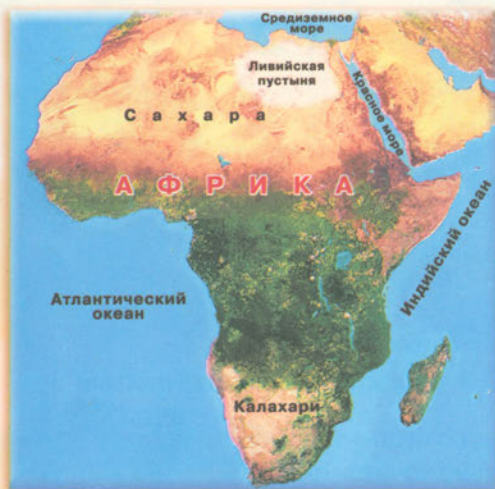 Средиземное
море
Ливийская
пустыня
Сахара
Красное море
АФРИКА
Индийский океан
Атлантический
океан
Калахари